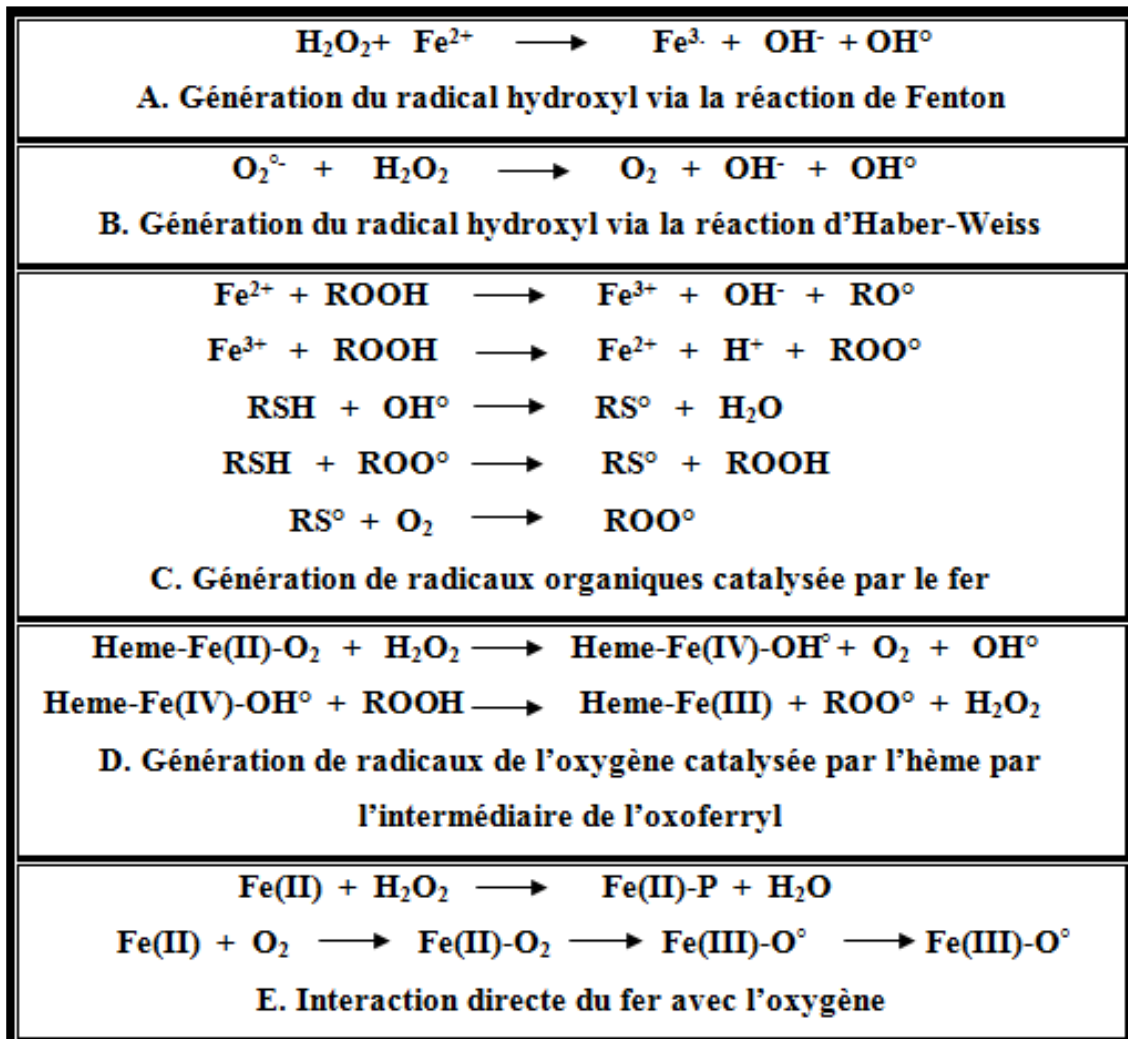 H₂O₂+ Fe²⁺ ⟶ Fe³· + OH⁻ + OH°
A. Génération du radical hydroxyl via la réaction de Fenton
O₂°⁻ + H₂O₂ ⟶ O₂ + OH⁻ + OH°
B. Génération du radical hydroxyl via la réaction d’Haber-Weiss
Fe²⁺ + ROOH ⟶ Fe³⁺ + OH⁻ + RO°
Fe³⁺ + ROOH ⟶ Fe²⁺ + H⁺ + ROO°
RSH + OH° ⟶ RS° + H₂O
RSH + ROO° ⟶ RS° + ROOH
RS° + O₂ ⟶ ROO°
C. Génération de radicaux organiques catalysée par le fer
Heme-Fe(II)-O₂ + H₂O₂ ⟶ Heme-Fe(IV)-OH° + O₂ + OH°
Heme-Fe(IV)-OH° + ROOH ⟶ Heme-Fe(III) + ROO° + H₂O₂
D. Génération de radicaux de l’oxygène catalysée par l’hème par
l’intermédiaire de l’oxoferryl
Fe(II) + H₂O₂ ⟶ Fe(II)-P + H₂O
Fe(II) + O₂ ⟶ Fe(II)-O₂ ⟶ Fe(III)-O° ⟶ Fe(III)-O°
E. Interaction directe du fer avec l’oxygène